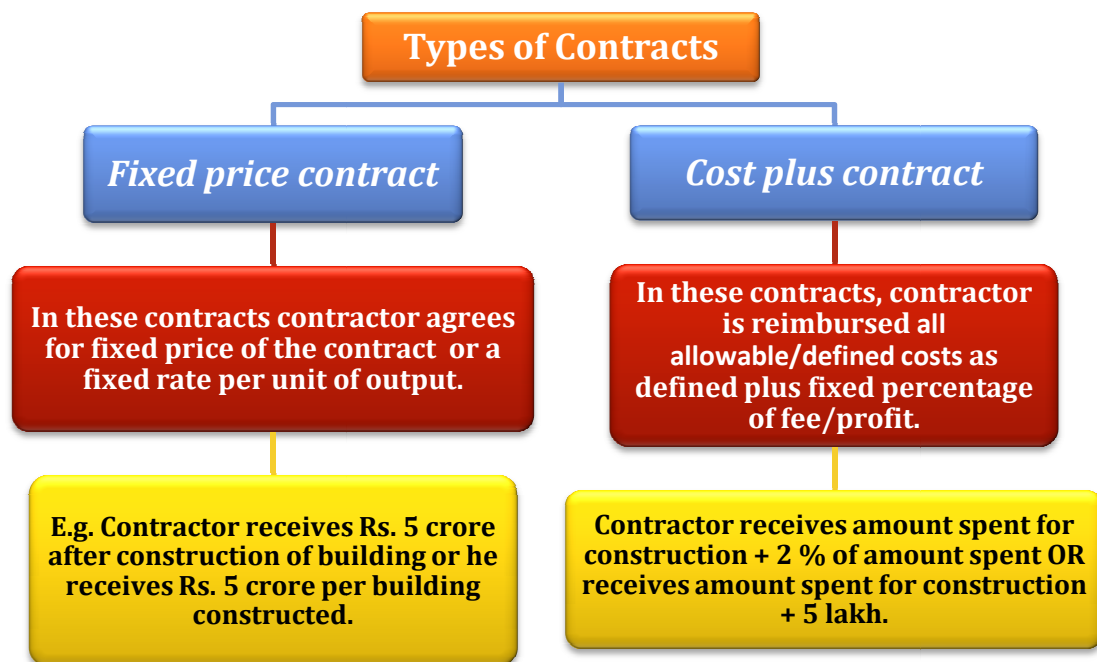 Types of Contracts
Fixed price contract
Cost plus contract
In these contracts contractor agrees
for fixed price of the contract or a
fixed rate per unit of output.
In these contracts, contractor
is reimbursed all
allowable/defined costs as
defined plus fixed percentage
of fee/profit.
E.g. Contractor receives Rs. 5 crore
after construction of building or he
receives Rs. 5 crore per building
constructed.
Contractor receives amount spent for
construction + 2 % of amount spent OR
receives amount spent for construction
+ 5 lakh.